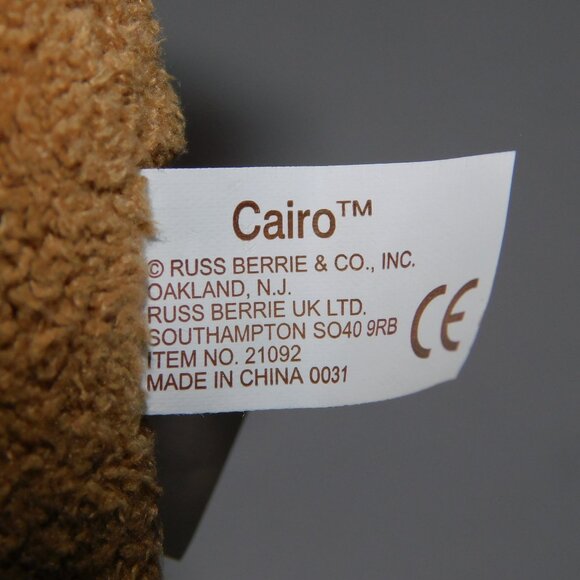 Cairo™
© RUSS BERRIE & CO., INC.
OAKLAND, N.J.
RUSS BERRIE UK LTD.
SOUTHAMPTON SO40 9RB
ITEM NO. 21092
MADE IN CHINA 0031
CE